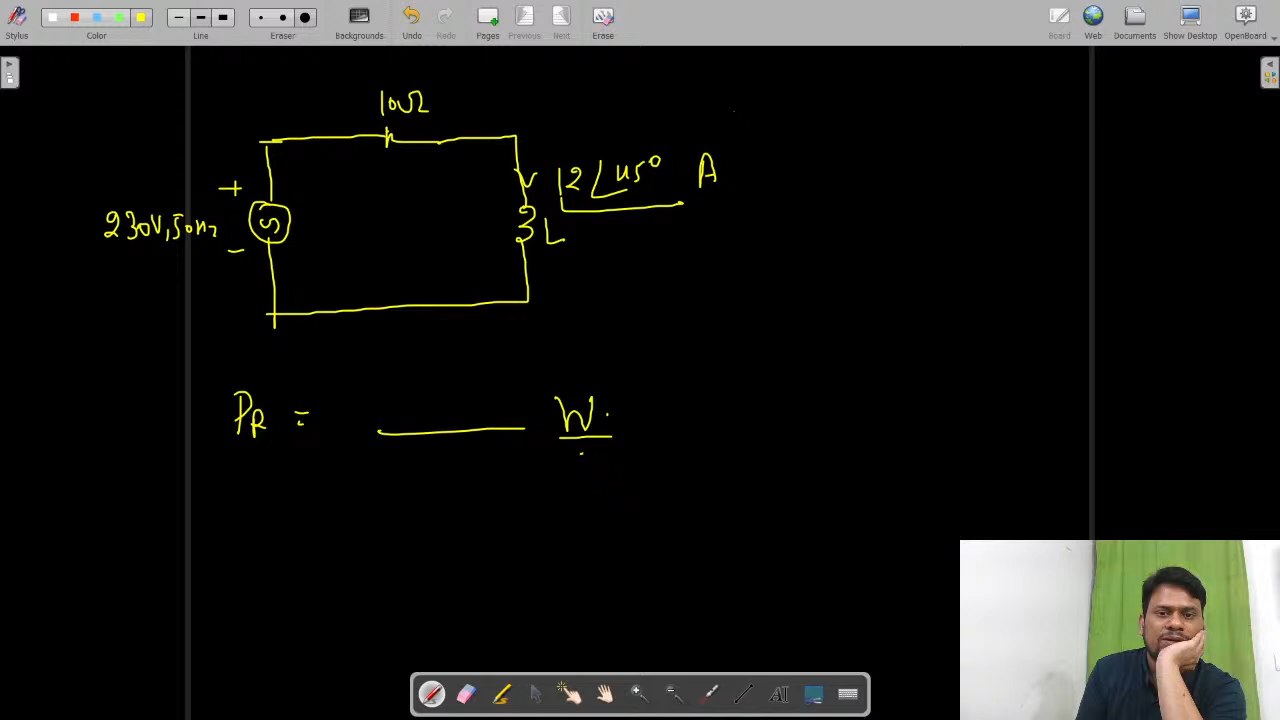 Stylus Color Line Eraser Backgrounds Undo Redo Pages Previous Next Erase Board Web Documents Show Desktop OpenBoard
10Ω
12∠45° A
+
230V, 50Hz
L
−
PR = ______ W.